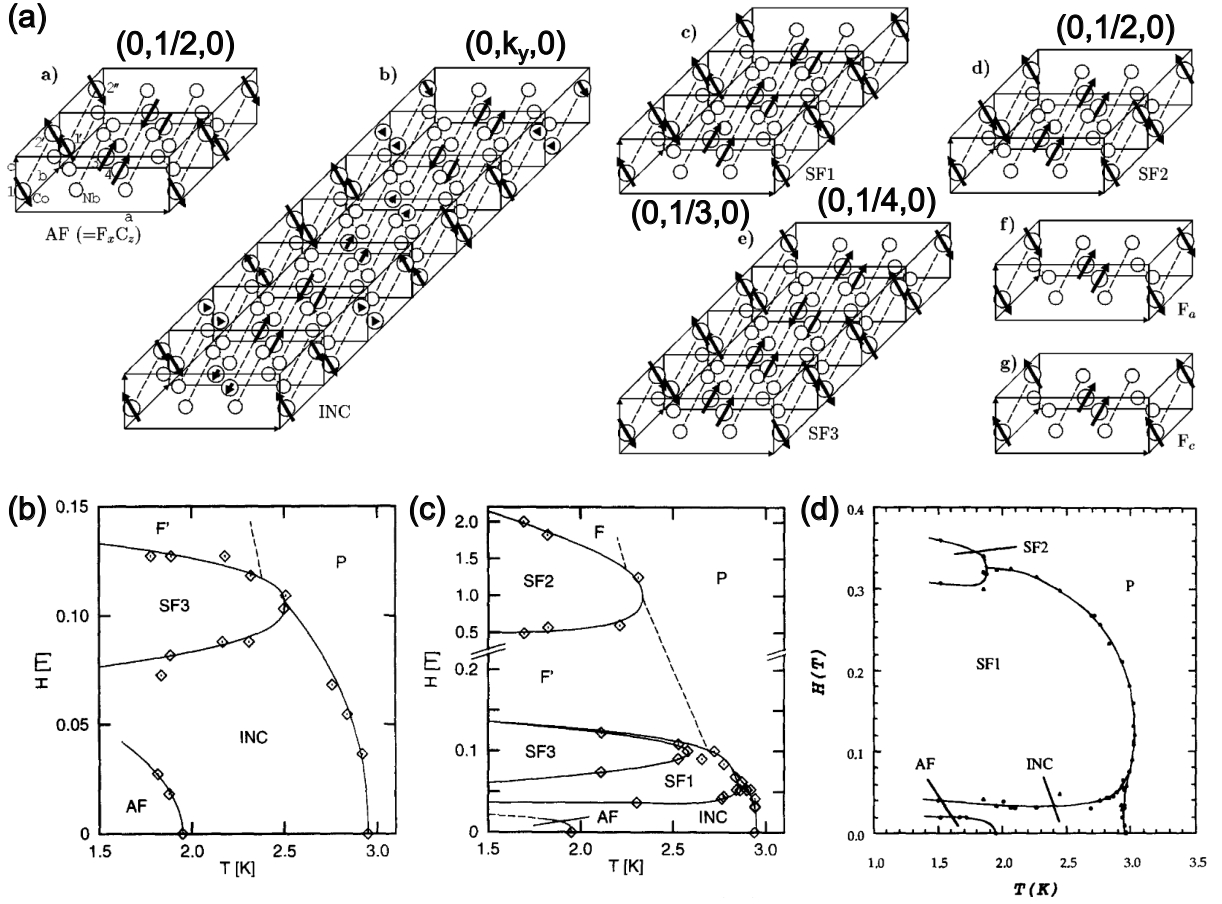 (a)
(0,1/2,0)
(0,k_y,0)
(0,1/2,0)
a)
b)
c)
d)
2'''
2'
1'
c
b
4
1
Co
Nb
a
AF (=F_xC_z)
INC
SF1
SF2
(0,1/3,0)
(0,1/4,0)
e)
f)
F_a
g)
SF3
F_c
(b)
(c)
(d)
0.15
0.10
0.05
0
H [T]
F'
P
SF3
INC
AF
1.5
2.0
2.5
3.0
T [K]
2.0
1.5
1.0
0.5
0.2
0.1
0
H [T]
F
P
SF2
F'
SF3
SF1
AF
INC
1.5
2.0
2.5
3.0
T [K]
0.4
0.3
0.2
0.1
0.0
H(T)
SF2
P
SF1
AF
INC
1.0
1.5
2.0
2.5
3.0
3.5
T(K)